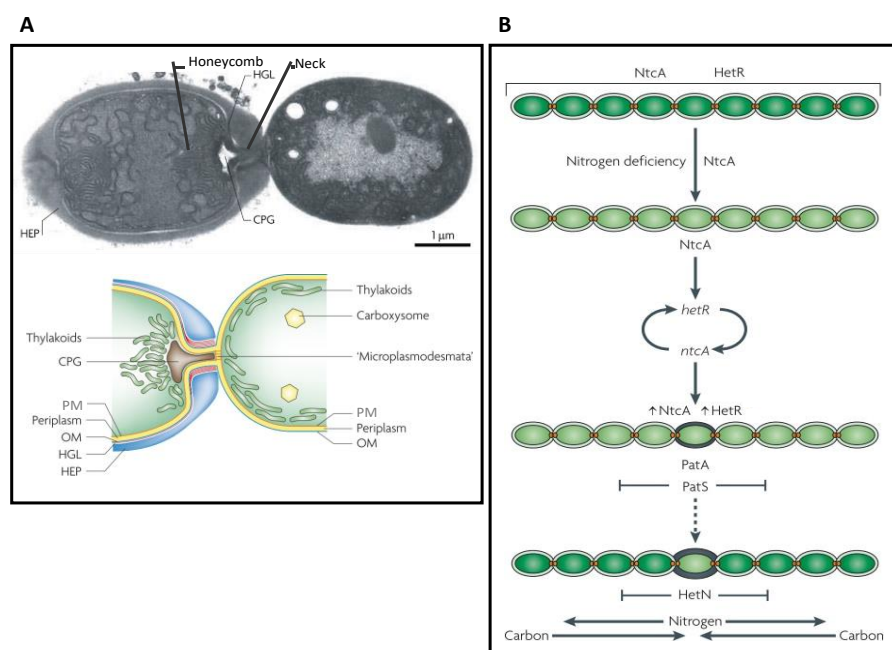 A
Honeycomb
Neck
HGL
HEP
CPG
1 µm
Thylakoids
Carboxysome
Thylakoids
CPG
'Microplasmodesmata'
PM
Periplasm
OM
HGL
HEP
PM
Periplasm
OM
B
NtcA HetR
Nitrogen deficiency NtcA
NtcA
hetR
ntcA
↑NtcA ↑HetR
PatA
PatS
HetN
Nitrogen
Carbon Carbon